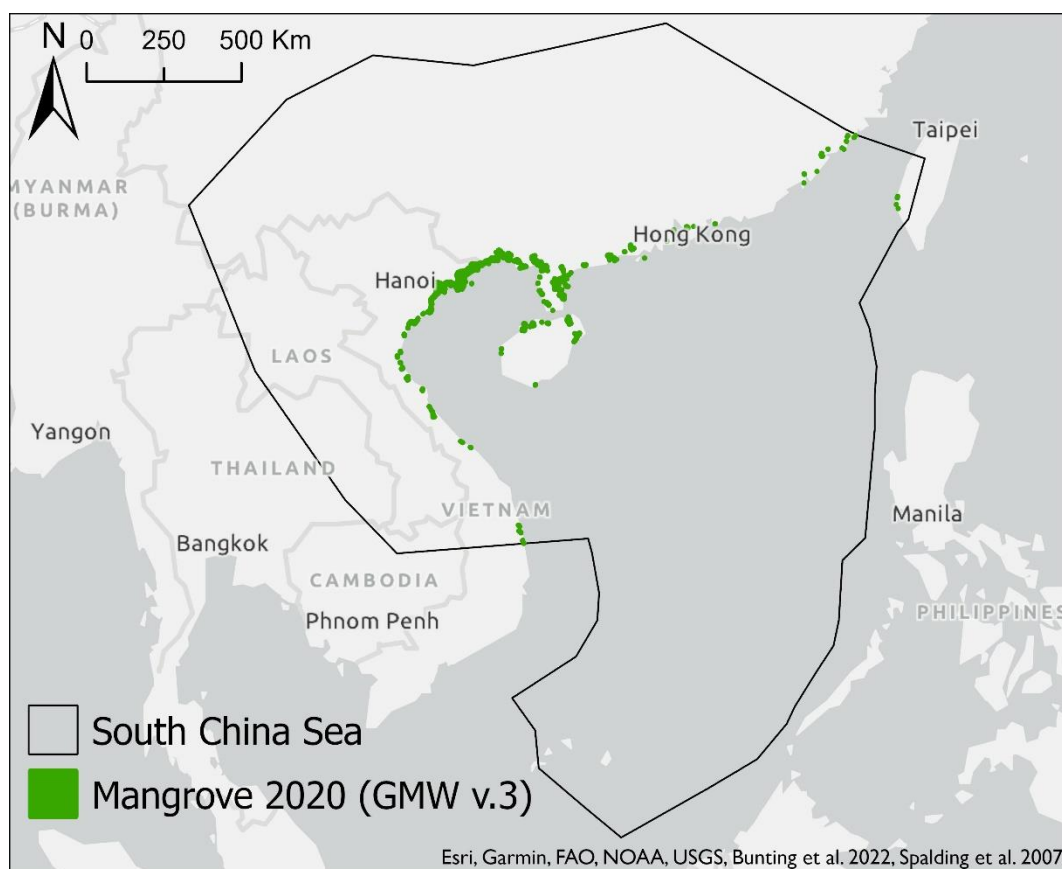 N
0 250 500 Km
Taipei
MYANMAR
(BURMA)
Hong Kong
Hanoi
LAOS
Yangon
THAILAND
VIETNAM
Manila
Bangkok
CAMBODIA
Phnom Penh
PHILIPPINES
South China Sea
Mangrove 2020 (GMW v.3)
Esri, Garmin, FAO, NOAA, USGS, Bunting et al. 2022, Spalding et al. 2007